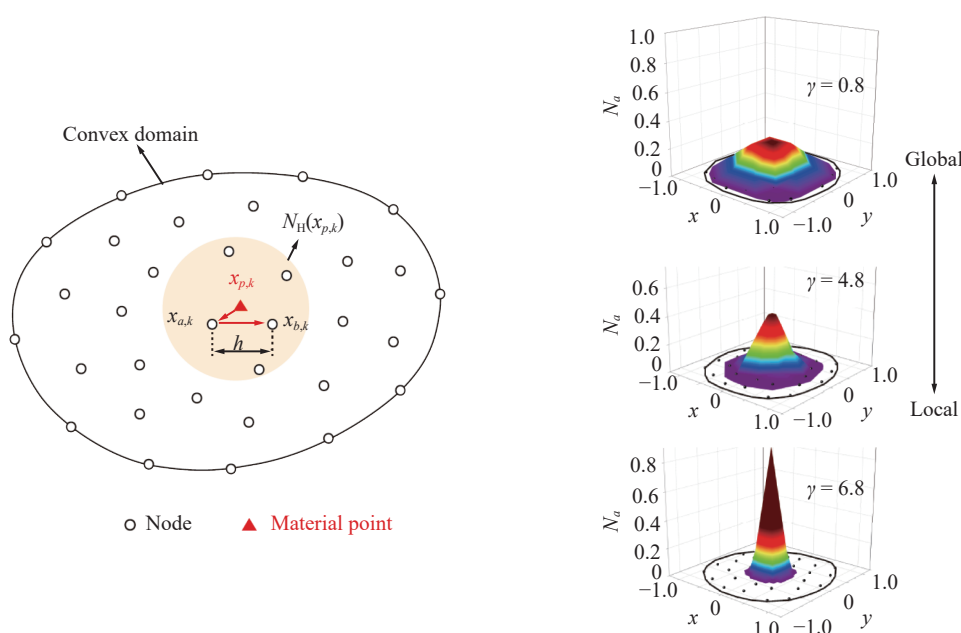 Convex domain
N_H(x_{p,k})
x_{p,k}
x_{a,k}
x_{b,k}
h
Node
Material point
1.0
0.8
0.6
0.4
0.2
0
N_a
γ = 0.8
−1.0
0
1.0
x
−1.0
0
1.0
y
0.6
0.4
0.2
0
N_a
γ = 4.8
−1.0
0
1.0
x
−1.0
0
1.0
y
0.8
0.6
0.4
0.2
0
N_a
γ = 6.8
−1.0
0
1.0
x
−1.0
0
1.0
y
Global
Local